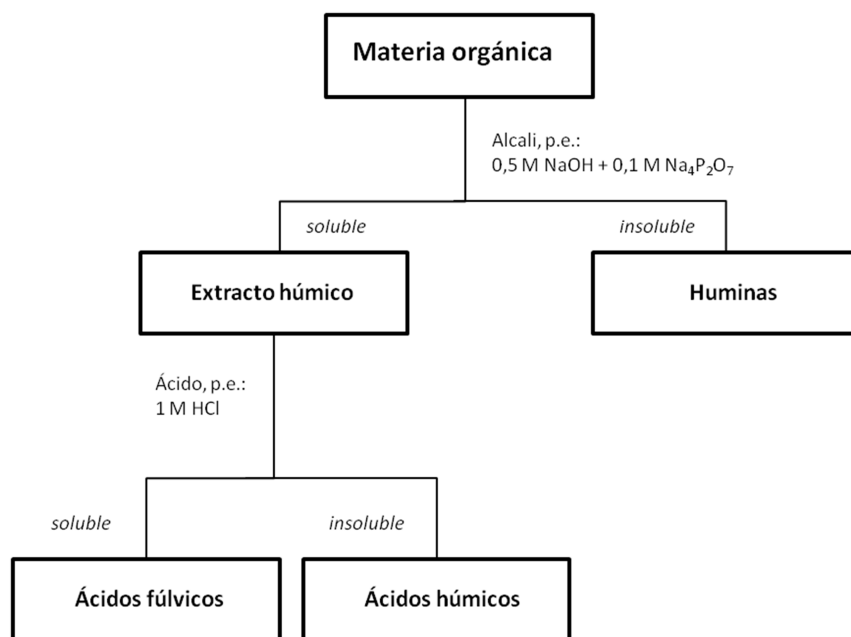 Materia orgánica
Alcali, p.e.:
0,5 M NaOH + 0,1 M Na₄P₂O₇
soluble
insoluble
Extracto húmico
Huminas
Ácido, p.e.:
1 M HCl
soluble
insoluble
Ácidos fúlvicos
Ácidos húmicos